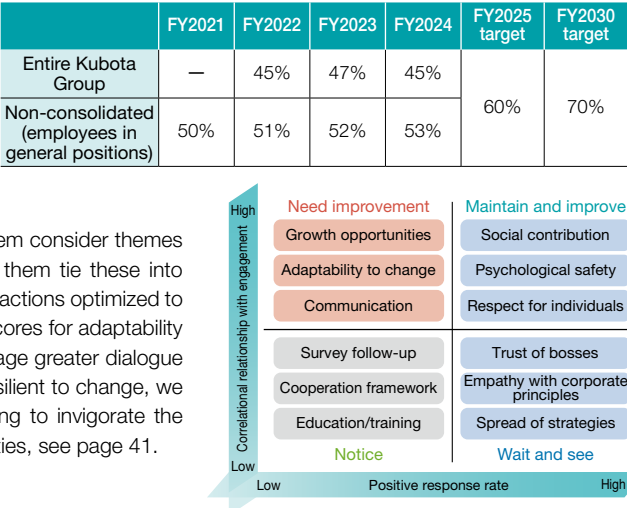 FY2021 FY2022 FY2023 FY2024 FY2025 target FY2030 target
Entire Kubota Group — 45% 47% 45% 60% 70%
Non-consolidated (employees in general positions) 50% 51% 52% 53%
em consider themes
them tie these into
actions optimized to
cores for adaptability
age greater dialogue
silient to change, we
ng to invigorate the
ties, see page 41.
High
Correlational relationship with engagement
Low
Need improvement
Growth opportunities
Adaptability to change
Communication
Maintain and improve
Social contribution
Psychological safety
Respect for individuals
Survey follow-up
Cooperation framework
Education/training
Notice
Trust of bosses
Empathy with corporate
principles
Spread of strategies
Wait and see
Low Positive response rate High